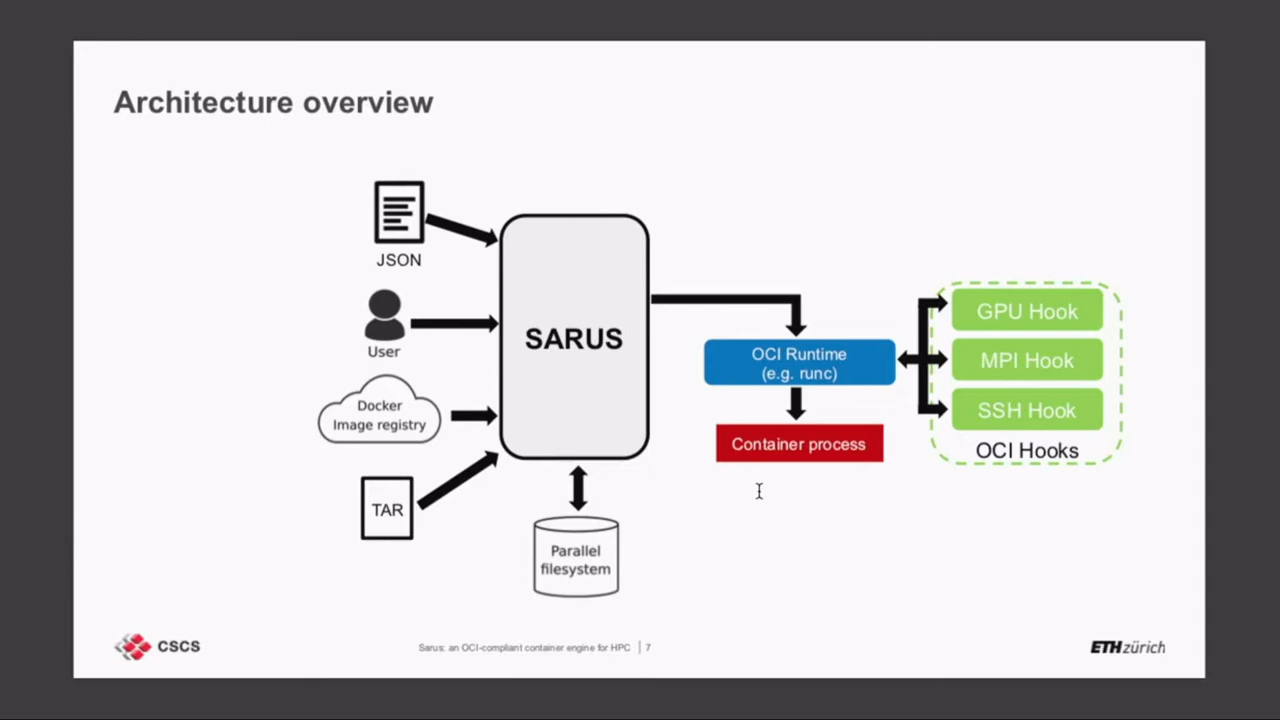 Architecture overview
JSON
User
Docker
Image registry
TAR
SARUS
Parallel
filesystem
OCI Runtime
(e.g. runc)
Container process
GPU Hook
MPI Hook
SSH Hook
OCI Hooks
CSCS
Sarus: an OCI-compliant container engine for HPC | 7
ETH zürich